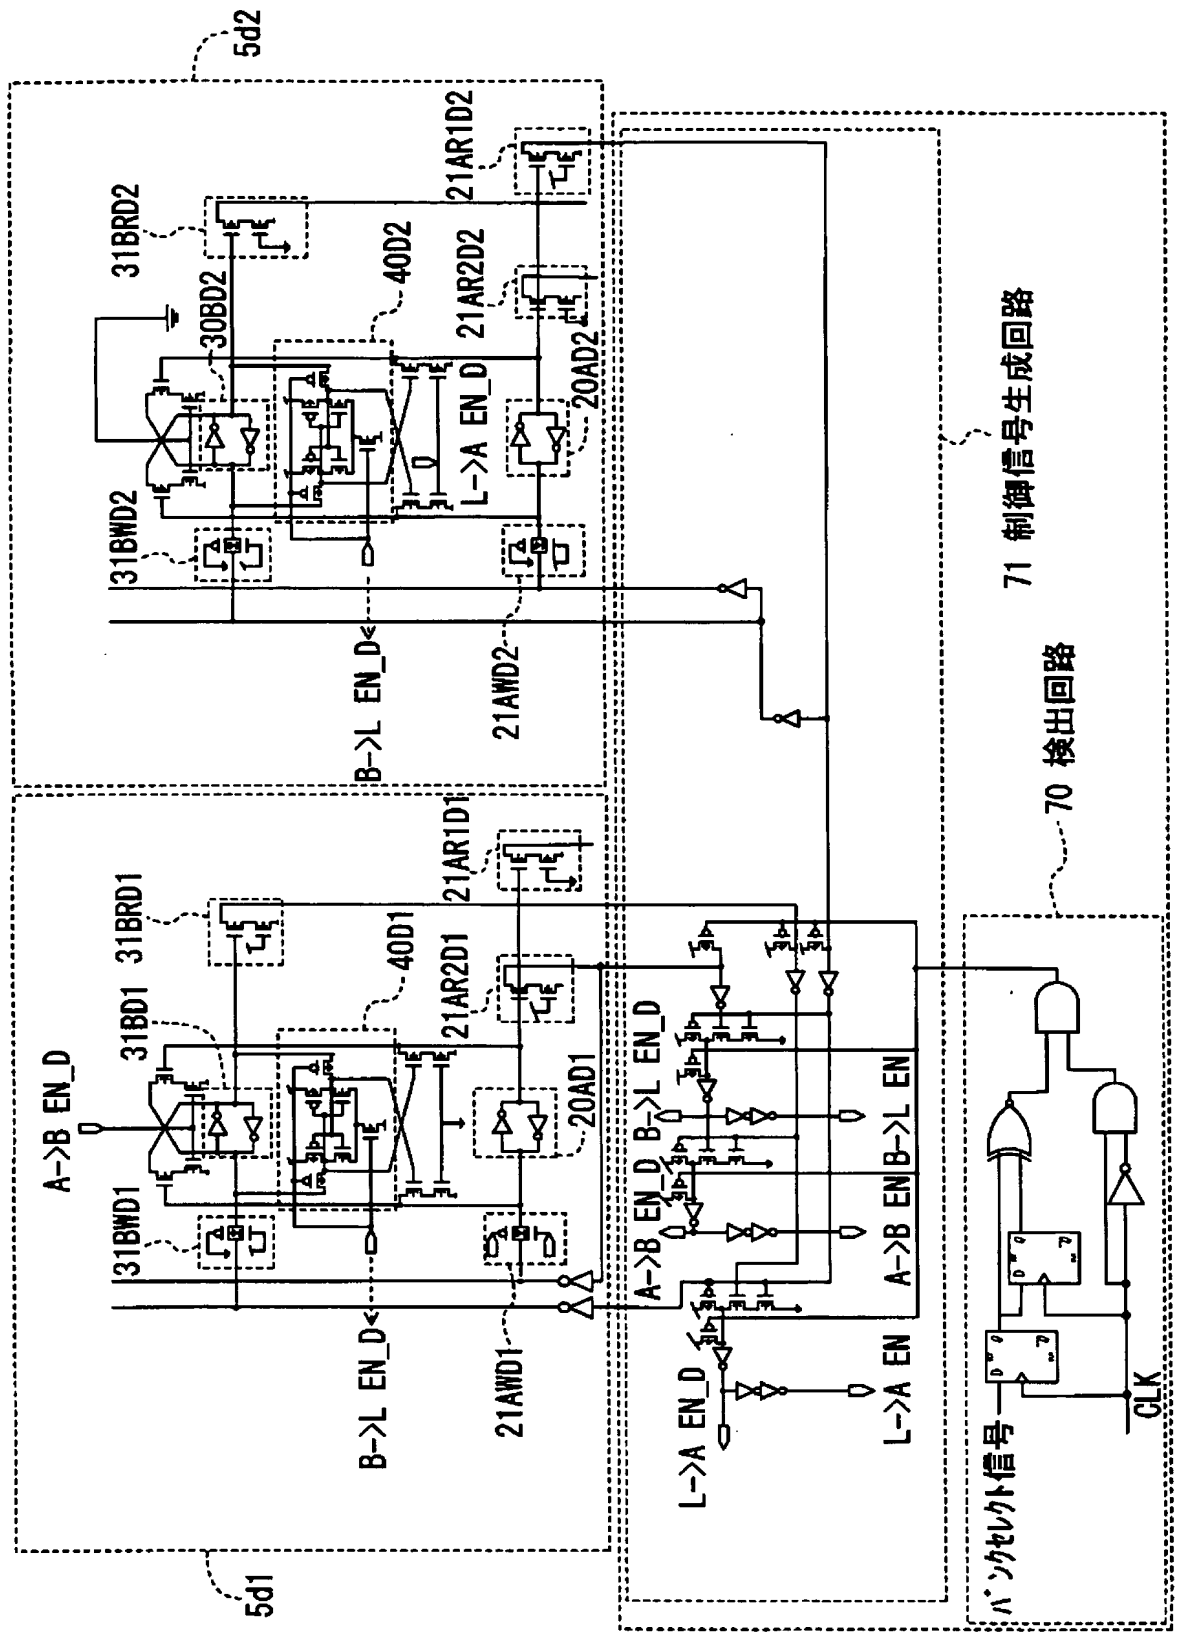 5d1
5d2
A->B EN_D
31BWD1
31BD1
31BRD1
40D1
B->L EN_D
21AWD1
20AD1
21AR2D1
21AR1D1
31BWD2
30BD2
31BRD2
40D2
B->L EN_D
L->A EN_D
21AWD2
20AD2
21AR2D2
21AR1D2
L->A EN_D
A->B EN_D
B->L EN_D
L->A EN
A->B EN
B->L EN
71 制御信号生成回路
70 検出回路
バンクセレクト信号
CLK